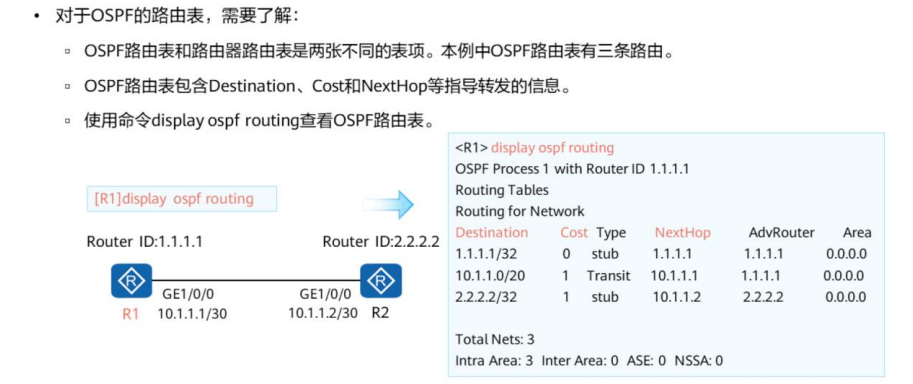 • 对于OSPF的路由表，需要了解：
▫ OSPF路由表和路由器路由表是两张不同的表项。本例中OSPF路由表有三条路由。
▫ OSPF路由表包含Destination、Cost和NextHop等指导转发的信息。
▫ 使用命令display ospf routing查看OSPF路由表。
[R1]display ospf routing
Router ID:1.1.1.1 Router ID:2.2.2.2
R R
GE1/0/0 GE1/0/0
R1 10.1.1.1/30 10.1.1.2/30 R2
<R1> display ospf routing
OSPF Process 1 with Router ID 1.1.1.1
Routing Tables
Routing for Network
Destination Cost Type NextHop AdvRouter Area
1.1.1.1/32 0 stub 1.1.1.1 1.1.1.1 0.0.0.0
10.1.1.0/20 1 Transit 10.1.1.1 1.1.1.1 0.0.0.0
2.2.2.2/32 1 stub 10.1.1.2 2.2.2.2 0.0.0.0
Total Nets: 3
Intra Area: 3 Inter Area: 0 ASE: 0 NSSA: 0